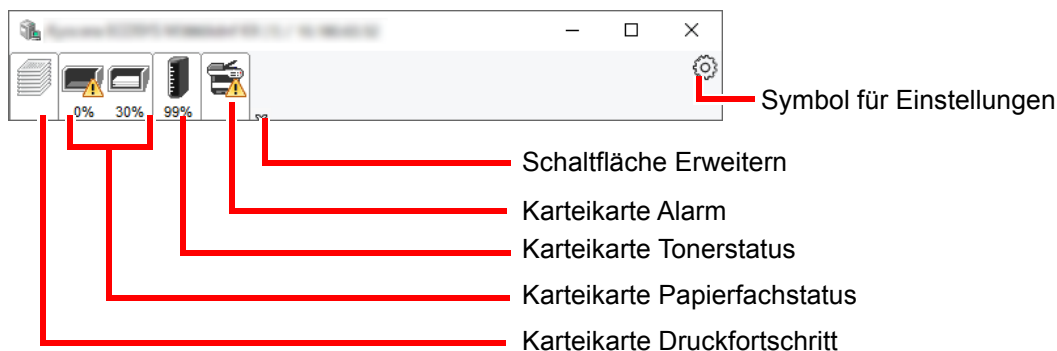 0% 30% 99%
Symbol für Einstellungen
Schaltfläche Erweitern
Karteikarte Alarm
Karteikarte Tonerstatus
Karteikarte Papierfachstatus
Karteikarte Druckfortschritt